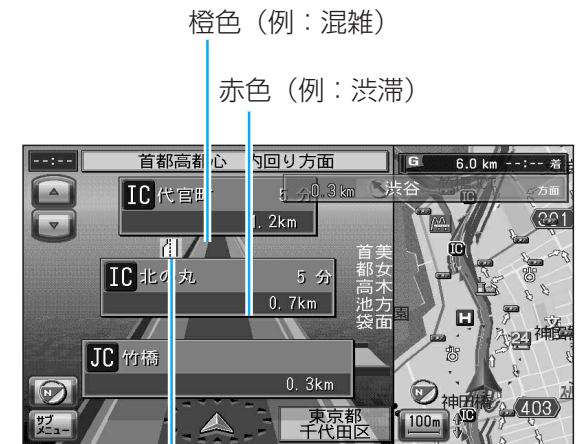 橙色（例：混雑）
赤色（例：渋滞）
--:-- 首都高都心 内回り方面
IC 代官町 5 分
1.2km
IC 北の丸 5 分
0.7km
JC 竹橋
0.3km
美女木方面
首都高池袋
サブ
メニュー
東京都
千代田区
G 6.0 km --:-- 着
0.3 km 渋谷 方面
IC
IC
H
24
神田橋
IC
403
100m